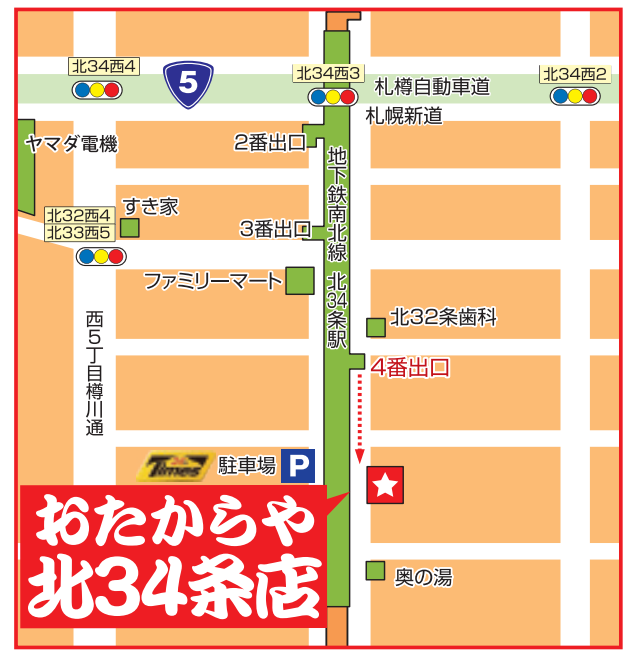 北34西4
5
北34西3
北34西2
札樽自動車道
札幌新道
ヤマダ電機
2番出口
地下鉄南北線 北34条駅
すき家
北32西4
北33西5
3番出口
ファミリーマート
北32条歯科
西5丁目樽川通
4番出口
Times
駐車場
P
おたからや
北34条店
奥の湯